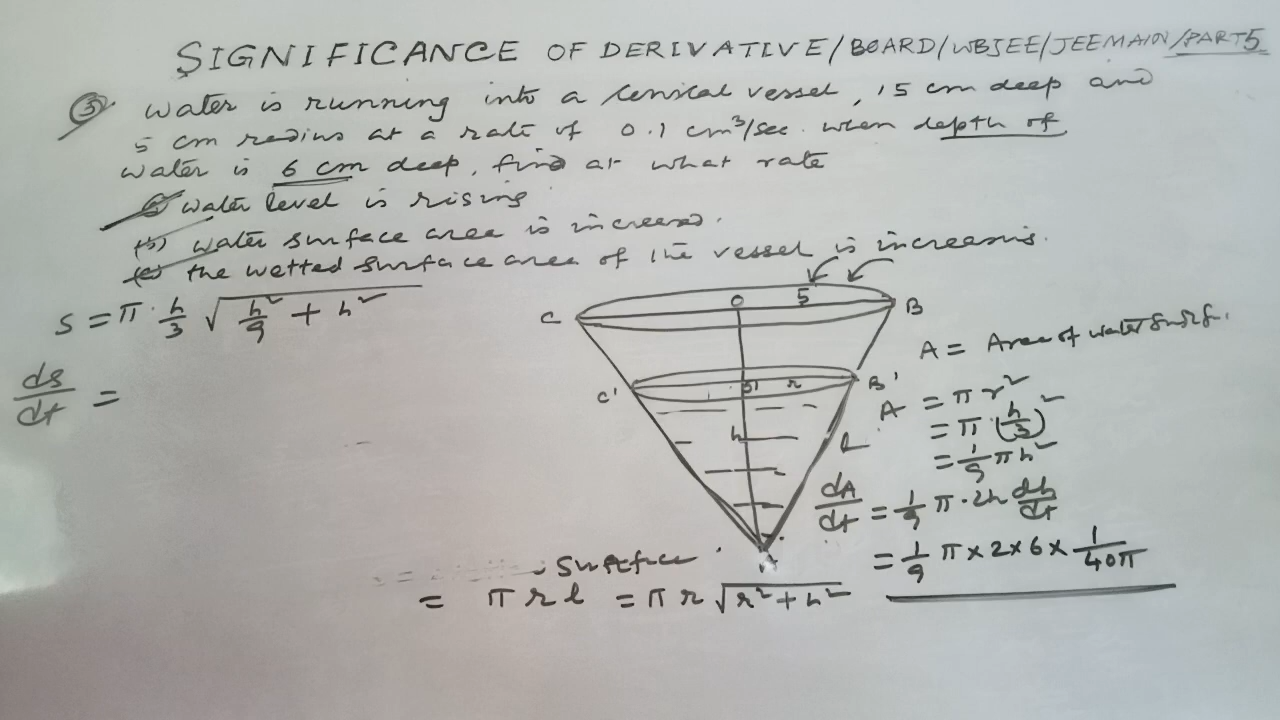 SIGNIFICANCE OF DERIVATIVE/BOARD/WBJEE/JEEMAIN/PART5
(3) Water is running into a conical vessel, 15 cm deep and
5 cm radius at a rate of 0.1 cm³/sec. when depth of
water is 6 cm deep, find at what rate
(a) water level is rising
(b) water surface area is increased.
(c) the wetted surface area of the vessel is increasing.
S = π · h/3 √(h²/9 + h²)
dS/dt =
C O 5 B
C' r B'
h l
A = Area of water Surf.
A = πr²
= π (h/3)²
= 1/9 πh²
dA/dt = 1/9 π · 2h dh/dt
= 1/9 π × 2 × 6 × 1/40π
Surface
= πrl = πr √(r² + h²)